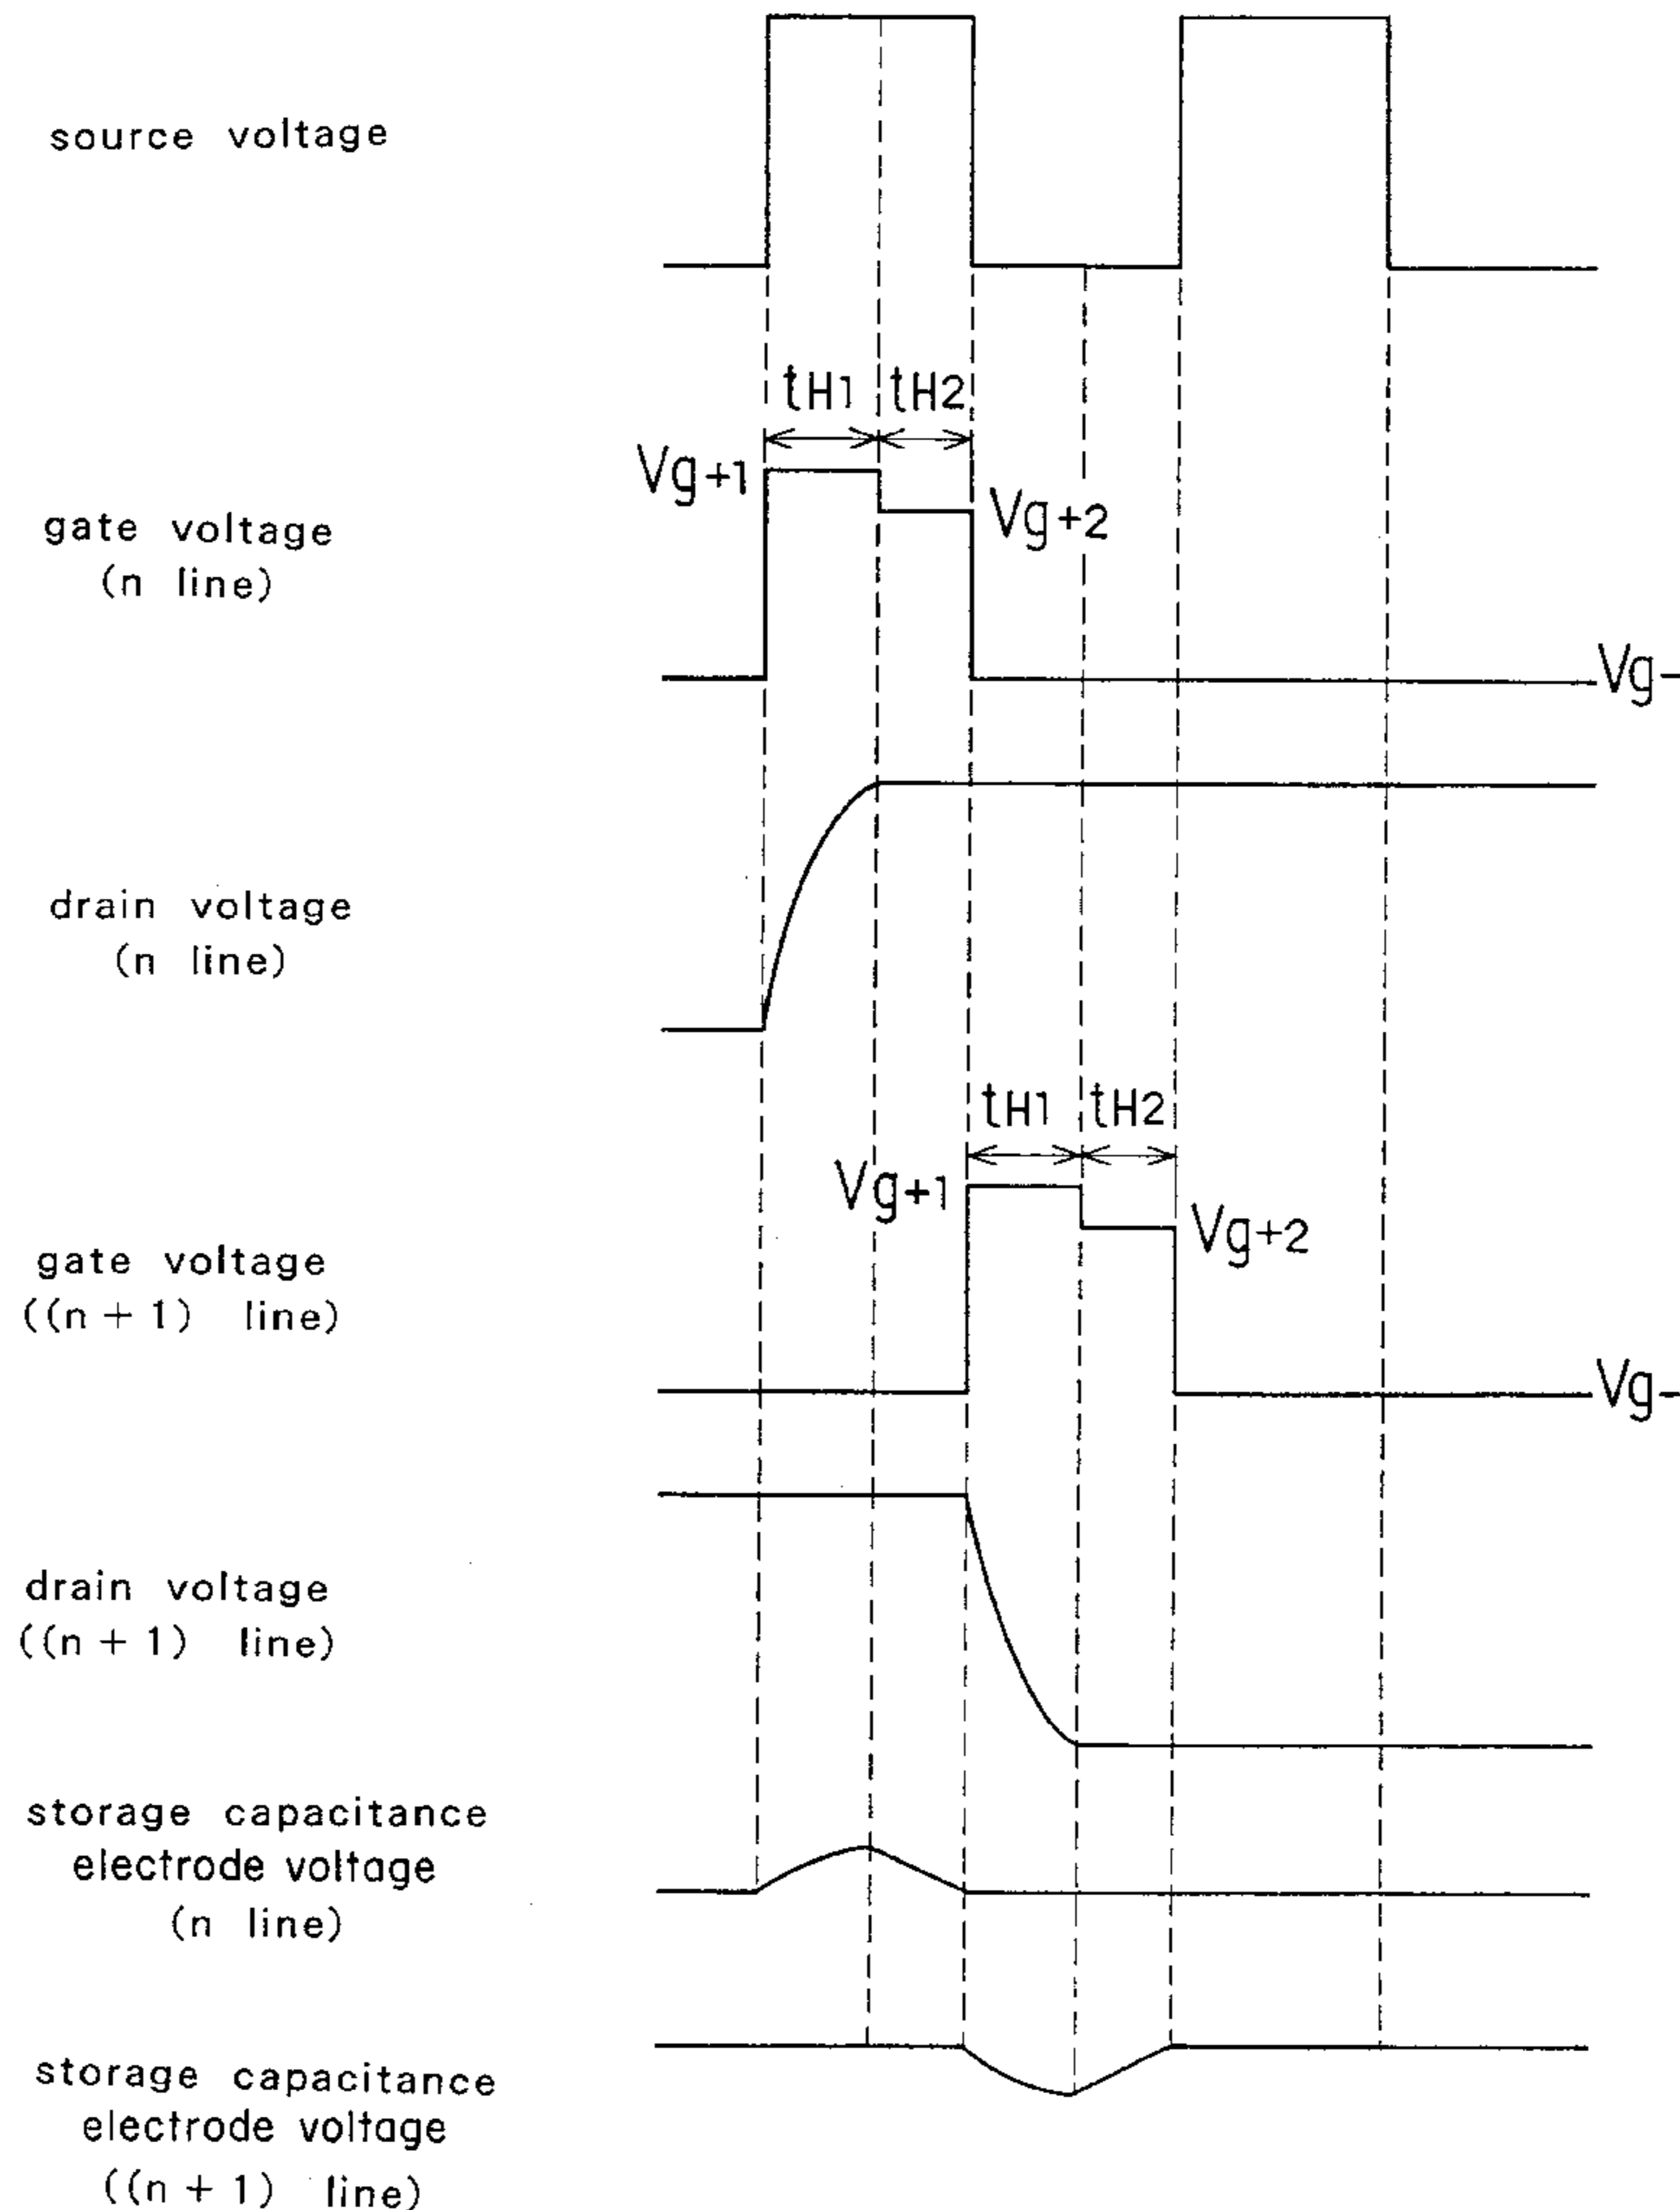 source voltage
tH1 tH2
Vg+1
Vg+2
gate voltage
(n line)
Vg-
drain voltage
(n line)
tH1 tH2
Vg+1
Vg+2
gate voltage
((n + 1) line)
Vg-
drain voltage
((n + 1) line)
storage capacitance
electrode voltage
(n line)
storage capacitance
electrode voltage
((n + 1) line)